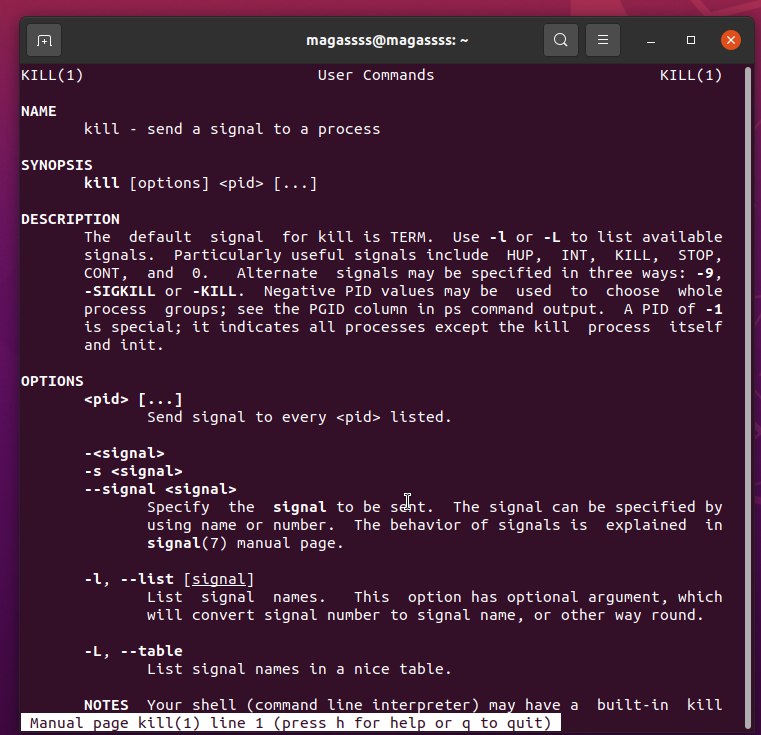 magassss@magassss: ~
KILL(1) User Commands KILL(1)
NAME
kill - send a signal to a process
SYNOPSIS
kill [options] <pid> [...]
DESCRIPTION
The default signal for kill is TERM. Use -l or -L to list available
signals. Particularly useful signals include HUP, INT, KILL, STOP,
CONT, and 0. Alternate signals may be specified in three ways: -9,
-SIGKILL or -KILL. Negative PID values may be used to choose whole
process groups; see the PGID column in ps command output. A PID of -1
is special; it indicates all processes except the kill process itself
and init.
OPTIONS
<pid> [...]
Send signal to every <pid> listed.
-<signal>
-s <signal>
--signal <signal>
Specify the signal to be sent. The signal can be specified by
using name or number. The behavior of signals is explained in
signal(7) manual page.
-l, --list [signal]
List signal names. This option has optional argument, which
will convert signal number to signal name, or other way round.
-L, --table
List signal names in a nice table.
NOTES Your shell (command line interpreter) may have a built-in kill
Manual page kill(1) line 1 (press h for help or q to quit)